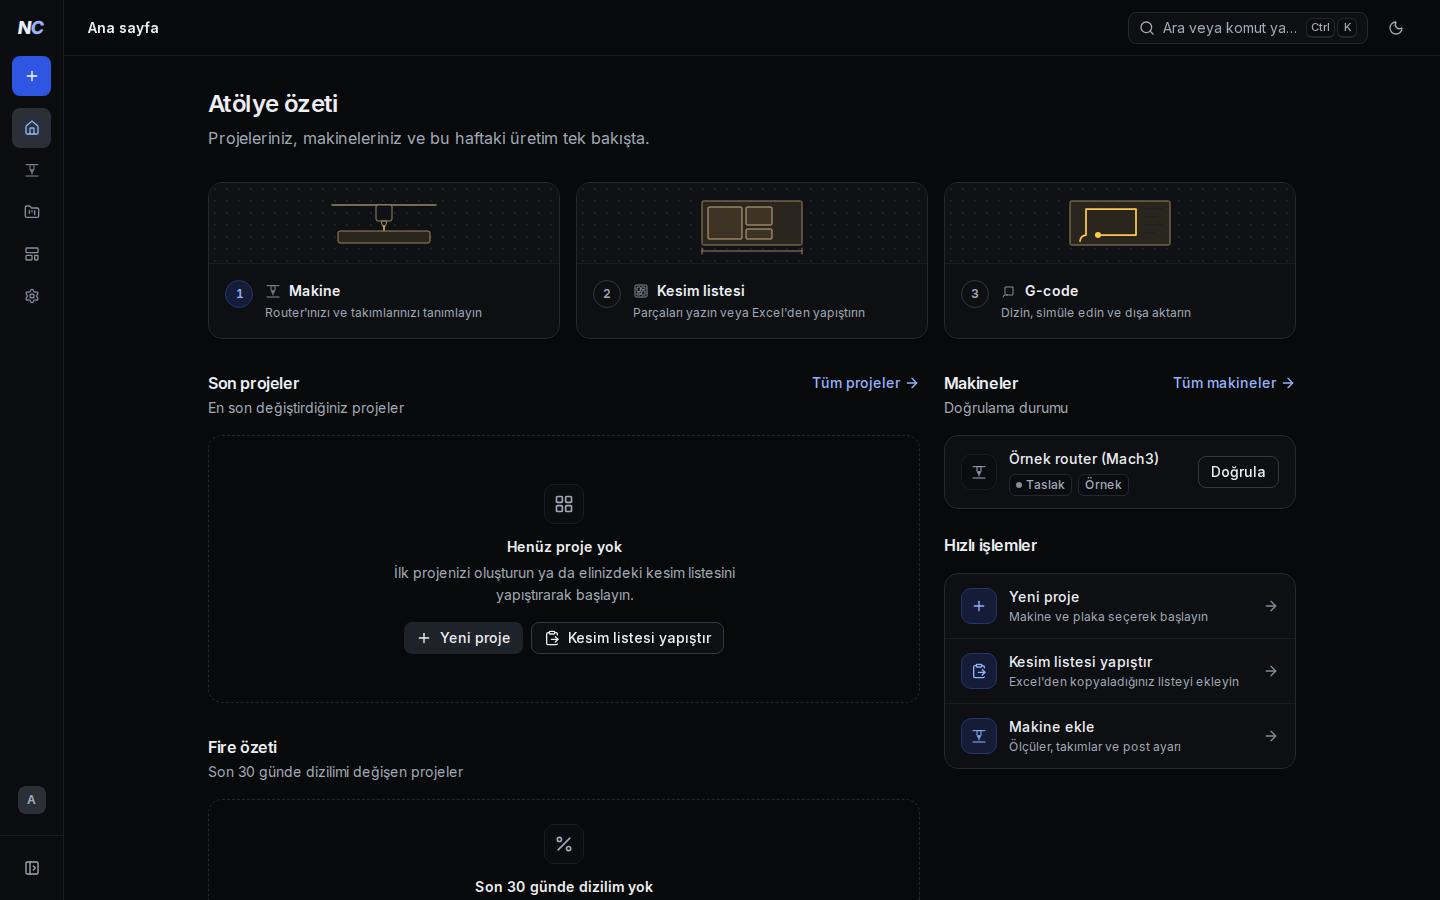 NC
Ana sayfa
Ara veya komut ya... Ctrl K
Atölye özeti
Projeleriniz, makineleriniz ve bu haftaki üretim tek bakışta.
1 Makine
Router'ınızı ve takımlarınızı tanımlayın
2 Kesim listesi
Parçaları yazın veya Excel'den yapıştırın
3 G-code
Dizin, simüle edin ve dışa aktarın
Son projeler
Tüm projeler
En son değiştirdiğiniz projeler
Henüz proje yok
İlk projenizi oluşturun ya da elinizdeki kesim listesini
yapıştırarak başlayın.
Yeni proje
Kesim listesi yapıştır
Fire özeti
Son 30 günde dizilimi değişen projeler
Son 30 günde dizilim yok
Makineler
Tüm makineler
Doğrulama durumu
Örnek router (Mach3)
Taslak
Örnek
Doğrula
Hızlı işlemler
Yeni proje
Makine ve plaka seçerek başlayın
Kesim listesi yapıştır
Excel'den kopyaladığınız listeyi ekleyin
Makine ekle
Ölçüler, takımlar ve post ayarı
A